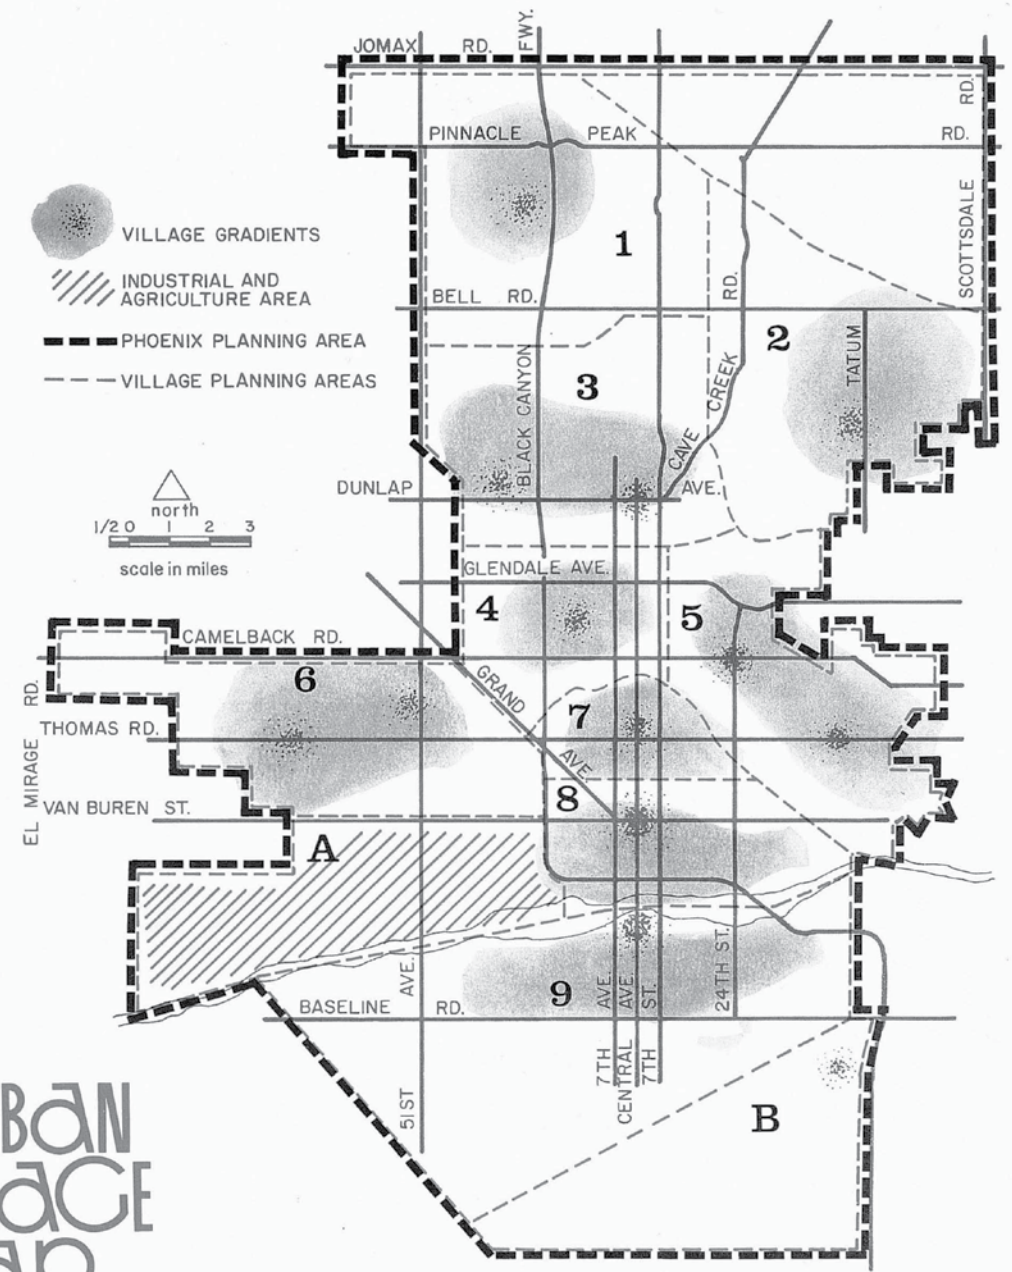 JOMAX RD.
FWY.
RD.
PINNACLE PEAK RD.
SCOTTSDALE
VILLAGE GRADIENTS
1
INDUSTRIAL AND
AGRICULTURE AREA
BELL RD.
RD.
PHOENIX PLANNING AREA
2
TATUM
VILLAGE PLANNING AREAS
3
BLACK CANYON
CREEK
CAVE
DUNLAP AVE.
north
1/2 0 1 2 3
scale in miles
GLENDALE AVE.
4
5
CAMELBACK RD.
6
GRAND
AVE.
7
EL MIRAGE RD.
THOMAS RD.
8
VAN BUREN ST.
A
51ST AVE.
9
7TH AVE.
CENTRAL AVE.
7TH ST.
24TH ST.
BASELINE RD.
B
BAN
aGE